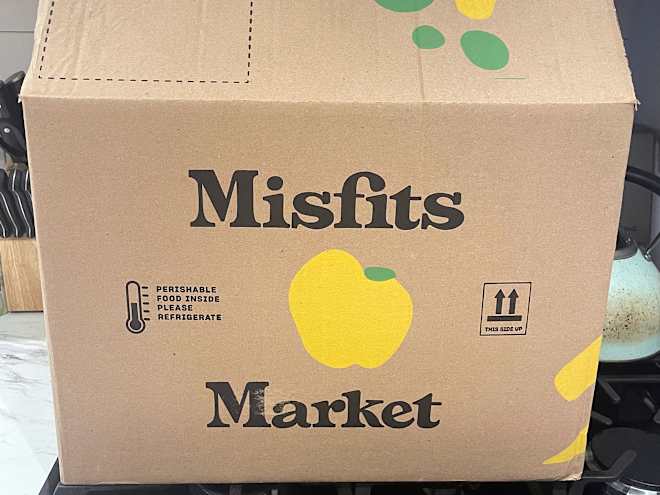 Misfits
PERISHABLE
FOOD INSIDE
PLEASE
REFRIGERATE
THIS SIDE UP
Market